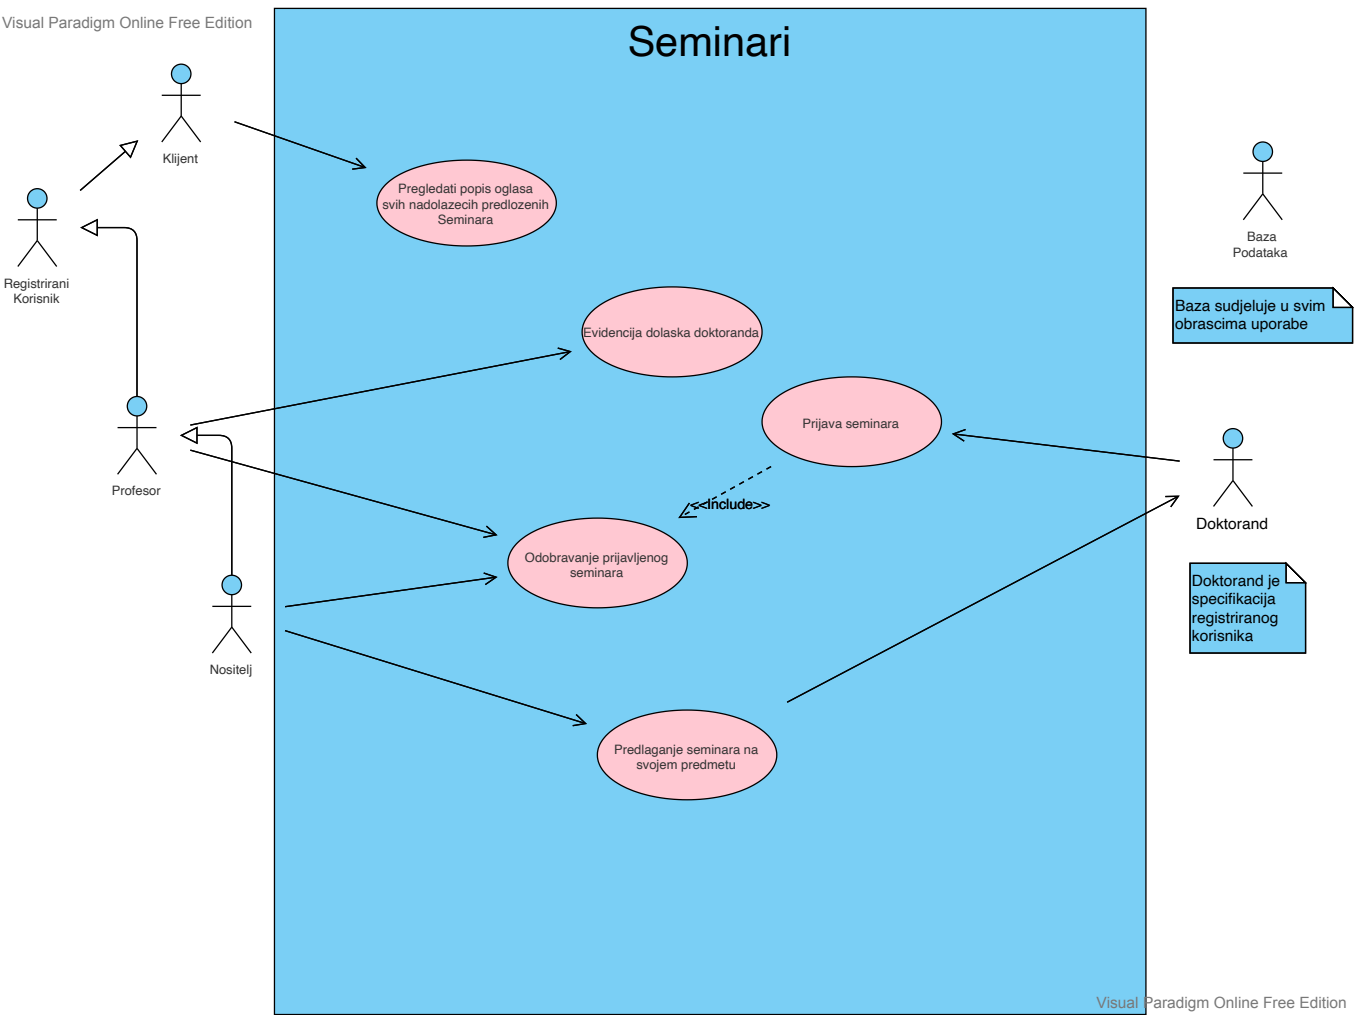 Visual Paradigm Online Free Edition
Seminari
Klijent
Pregledati popis oglasa
svih nadolazecih predlozenih
Seminara
Registrirani
Korisnik
Baza
Podataka
Baza sudjeluje u svim
obrascima uporabe
Evidencija dolaska doktoranda
Prijava seminara
Profesor
<<Include>>
Doktorand
Odobravanje prijavljenog
seminara
Doktorand je
specifikacija
registriranog
korisnika
Nositelj
Predlaganje seminara na
svojem predmetu
Visual Paradigm Online Free Edition